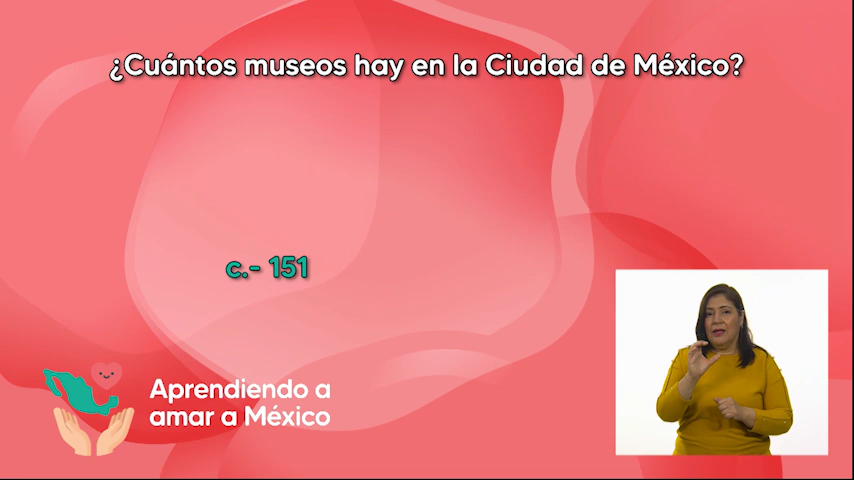 ¿Cuántos museos hay en la Ciudad de México?
c.- 151
Aprendiendo a
amar a México